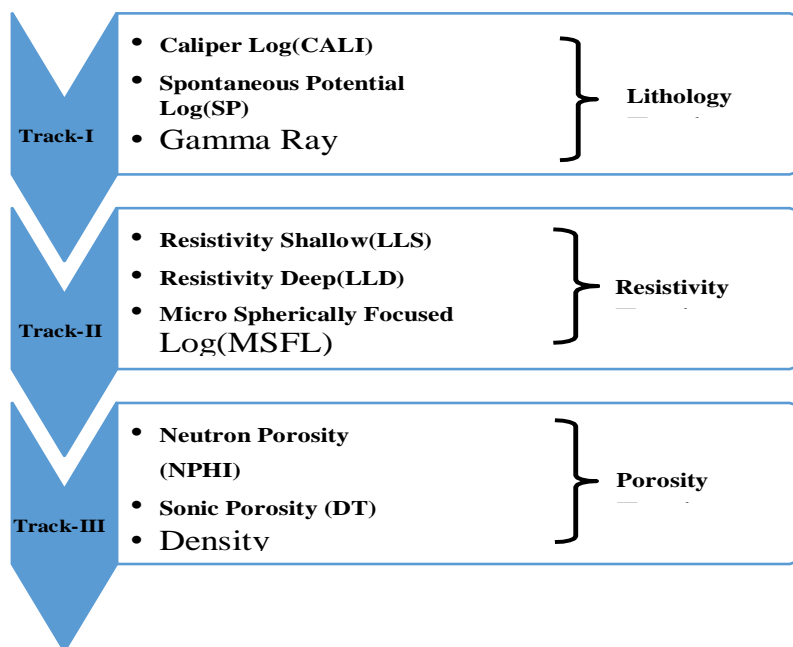 Track-I
• Caliper Log(CALI)
• Spontaneous Potential
Log(SP)
• Gamma Ray
Lithology
Track-II
• Resistivity Shallow(LLS)
• Resistivity Deep(LLD)
• Micro Spherically Focused
Log(MSFL)
Resistivity
Track-III
• Neutron Porosity
(NPHI)
• Sonic Porosity (DT)
• Density
Porosity